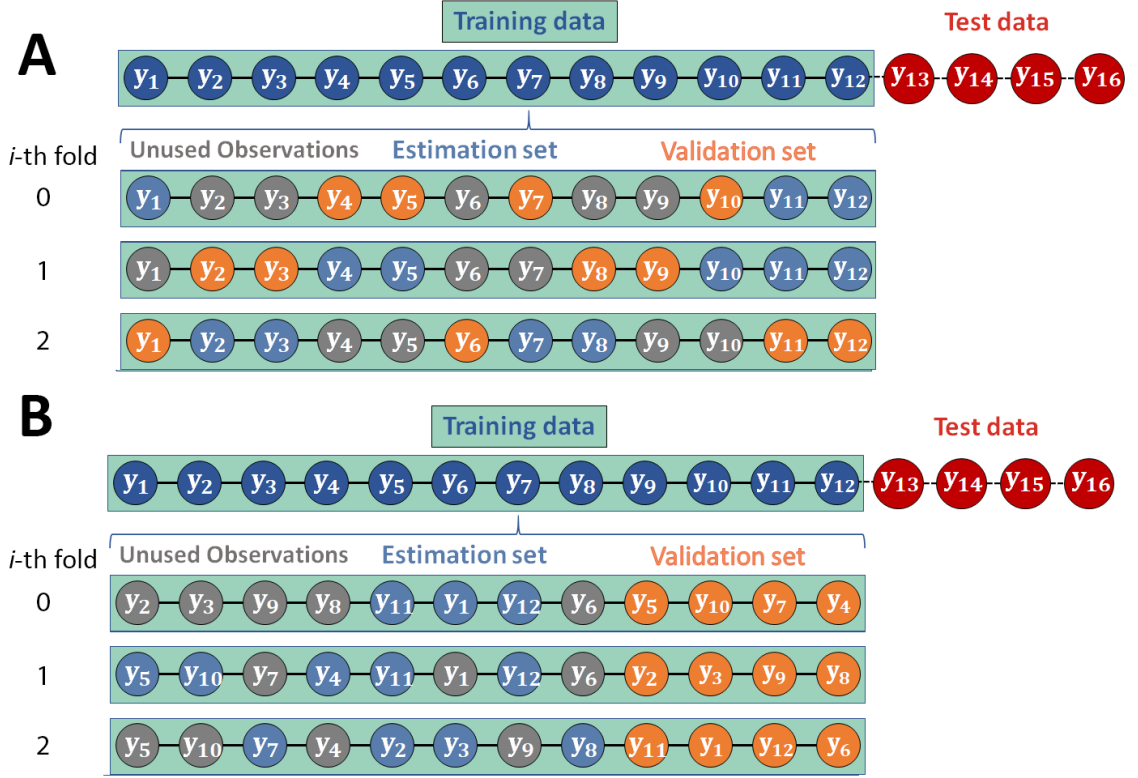 A
Training data
Test data
y1 y2 y3 y4 y5 y6 y7 y8 y9 y10 y11 y12 y13 y14 y15 y16
i-th fold
Unused Observations Estimation set Validation set
0
y1 y2 y3 y4 y5 y6 y7 y8 y9 y10 y11 y12
1
y1 y2 y3 y4 y5 y6 y7 y8 y9 y10 y11 y12
2
y1 y2 y3 y4 y5 y6 y7 y8 y9 y10 y11 y12
B
Training data
Test data
y1 y2 y3 y4 y5 y6 y7 y8 y9 y10 y11 y12 y13 y14 y15 y16
i-th fold
Unused Observations Estimation set Validation set
0
y2 y3 y9 y8 y11 y1 y12 y6 y5 y10 y7 y4
1
y5 y10 y7 y4 y11 y1 y12 y6 y2 y3 y9 y8
2
y5 y10 y7 y4 y2 y3 y9 y8 y11 y1 y12 y6